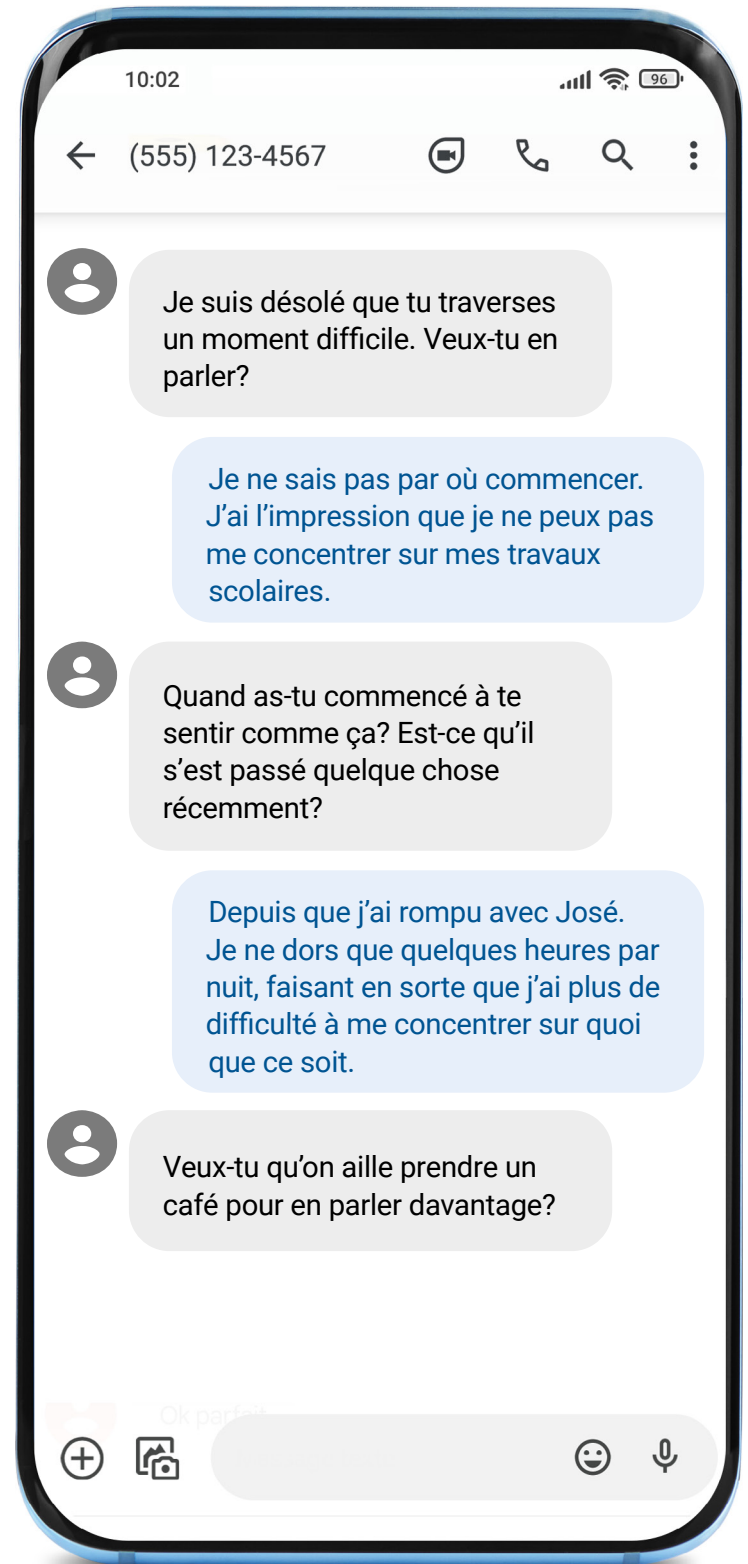 10:02
96
(555) 123-4567
Je suis désolé que tu traverses
un moment difficile. Veux-tu en
parler?
Je ne sais pas par où commencer.
J’ai l’impression que je ne peux pas
me concentrer sur mes travaux
scolaires.
Quand as-tu commencé à te
sentir comme ça? Est-ce qu’il
s’est passé quelque chose
récemment?
Depuis que j’ai rompu avec José.
Je ne dors que quelques heures par
nuit, faisant en sorte que j’ai plus de
difficulté à me concentrer sur quoi
que ce soit.
Veux-tu qu’on aille prendre un
café pour en parler davantage?
Ok parfait